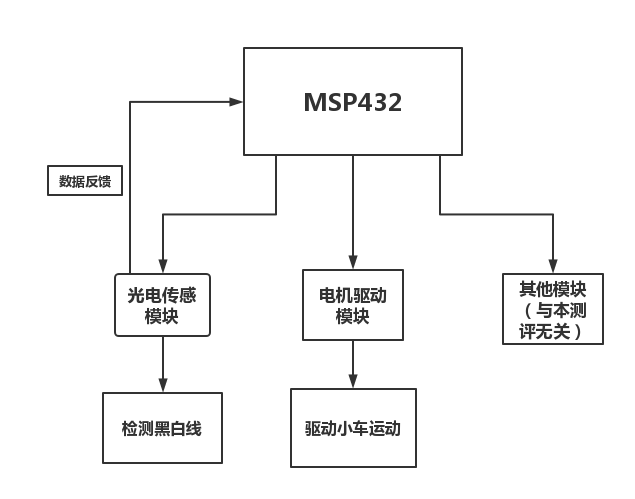 MSP432
数据反馈
光电传感
模块
电机驱动
模块
其他模块
（与本测
评无关）
检测黑白线
驱动小车运动